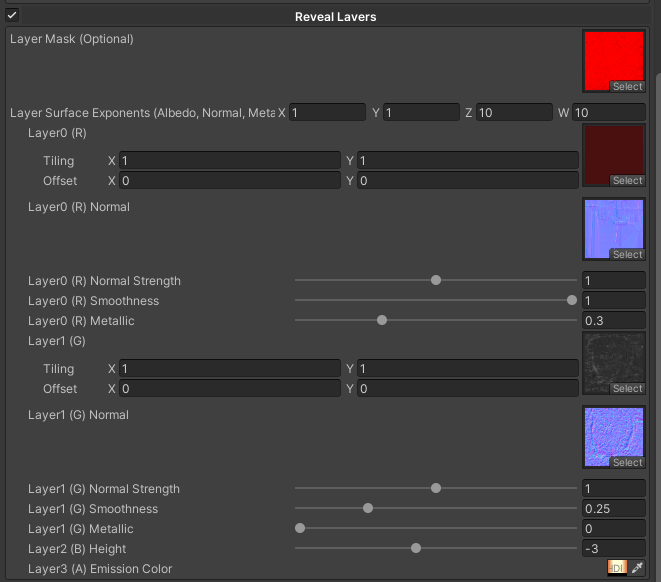 Reveal Layers
Layer Mask (Optional)
Select
Layer Surface Exponents (Albedo, Normal, Meta X 1 Y 1 Z 10 W 10
Layer0 (R)
Tiling X 1 Y 1
Offset X 0 Y 0
Select
Layer0 (R) Normal
Select
Layer0 (R) Normal Strength 1
Layer0 (R) Smoothness 1
Layer0 (R) Metallic 0.3
Layer1 (G)
Tiling X 1 Y 1
Offset X 0 Y 0
Select
Layer1 (G) Normal
Select
Layer1 (G) Normal Strength 1
Layer1 (G) Smoothness 0.25
Layer1 (G) Metallic 0
Layer2 (B) Height -3
Layer3 (A) Emission Color